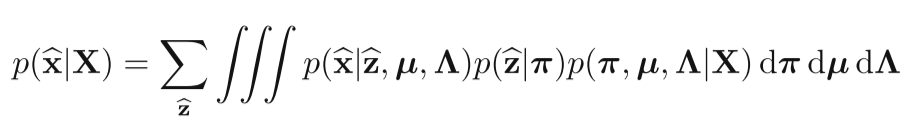 p(x̂|X) = ∑_ẑ ∭ p(x̂|ẑ, μ, Λ)p(ẑ|π)p(π, μ, Λ|X) dπ dμ dΛ